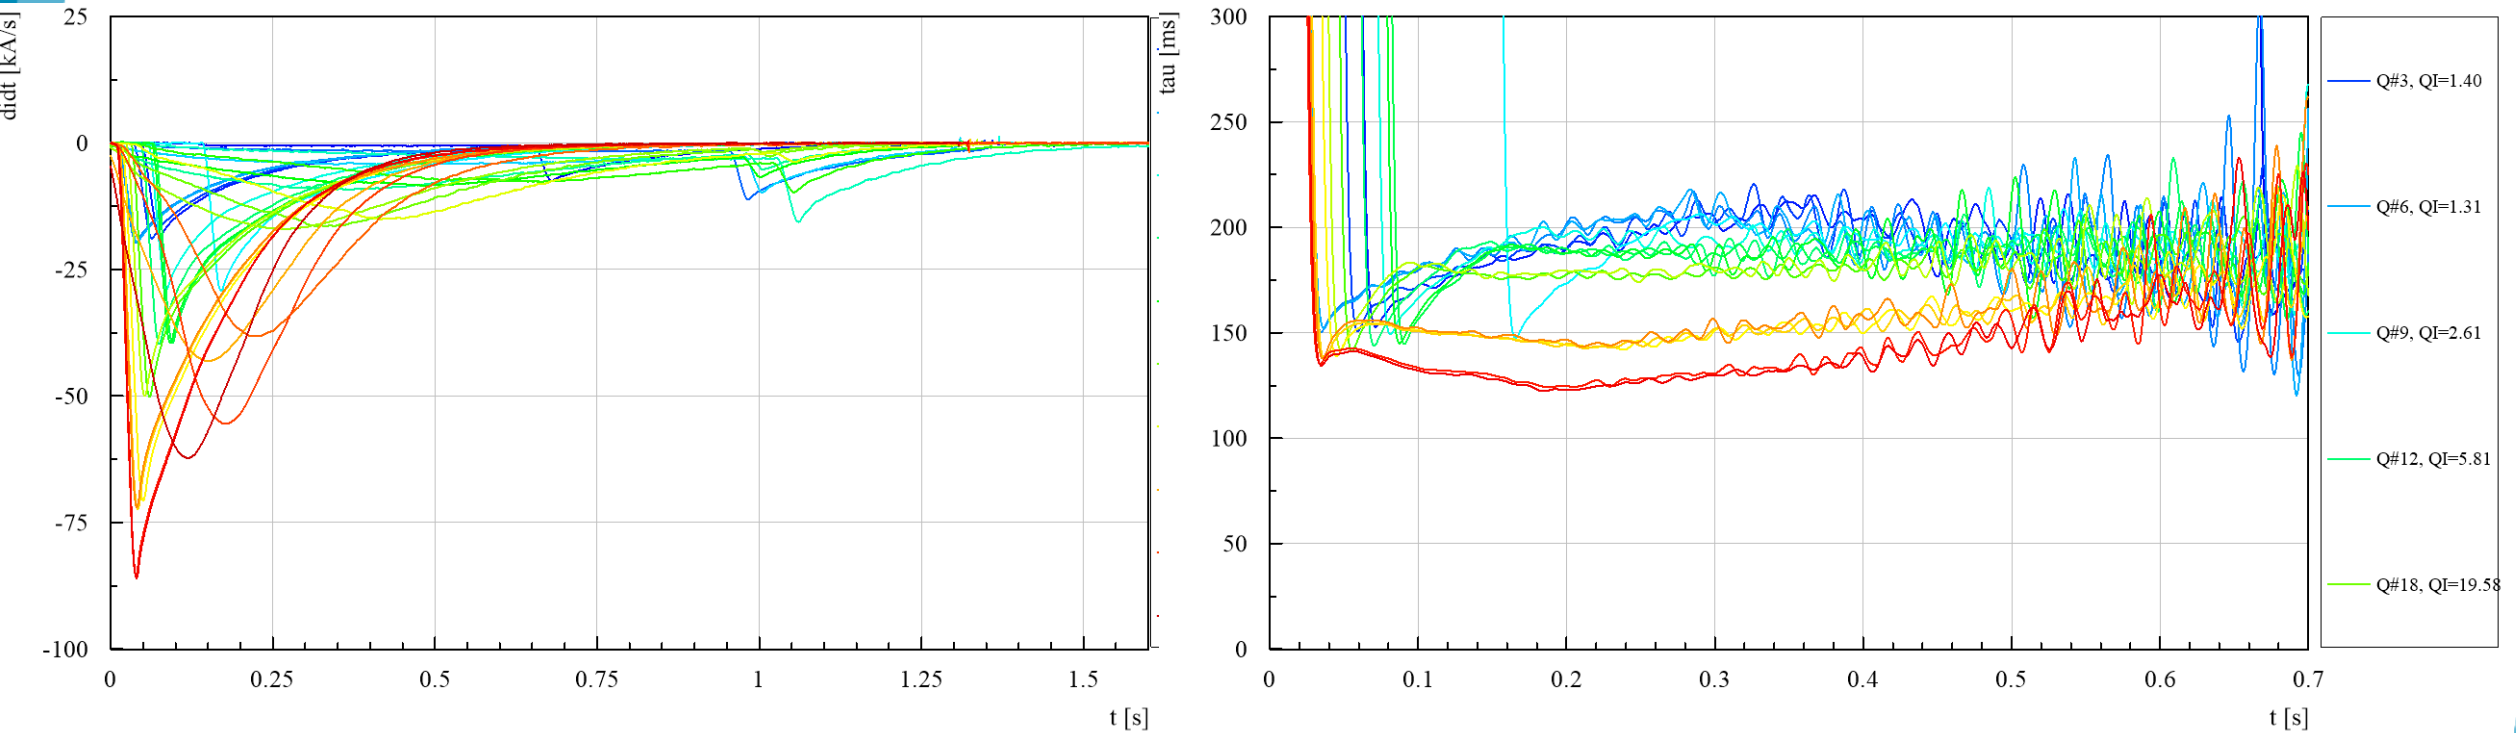 didt [kA/s]
25
0
-25
-50
-75
-100
0 0.25 0.5 0.75 1 1.25 1.5
t [s]
tau [ms]
300
250
200
150
100
50
0
0 0.1 0.2 0.3 0.4 0.5 0.6 0.7
t [s]
Q#3, QI=1.40
Q#6, QI=1.31
Q#9, QI=2.61
Q#12, QI=5.81
Q#18, QI=19.58